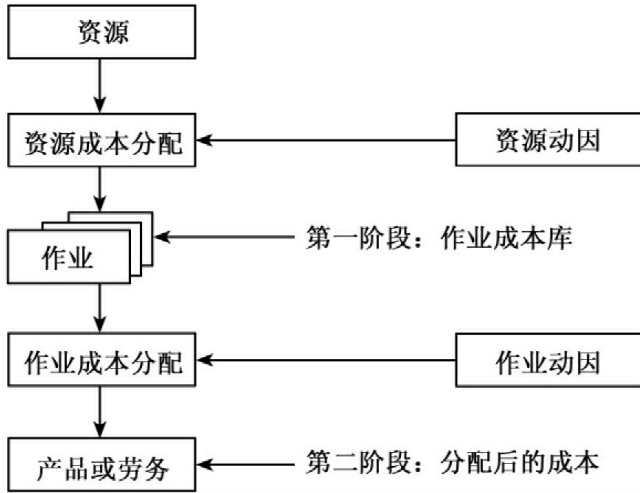 资源
资源成本分配
资源动因
作业
第一阶段：作业成本库
作业成本分配
作业动因
产品或劳务
第二阶段：分配后的成本